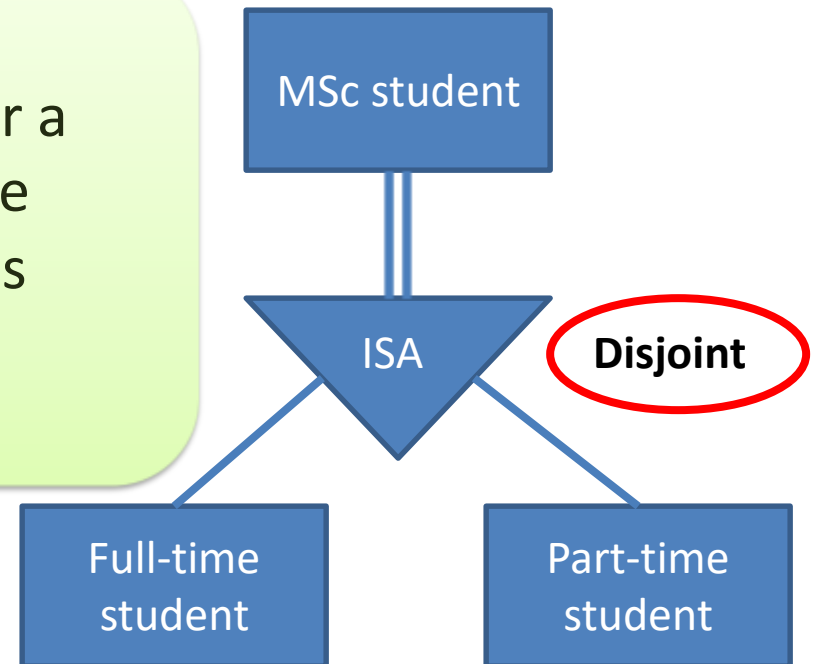 r a
e
s
MSc student
ISA
Disjoint
Full-time
student
Part-time
student